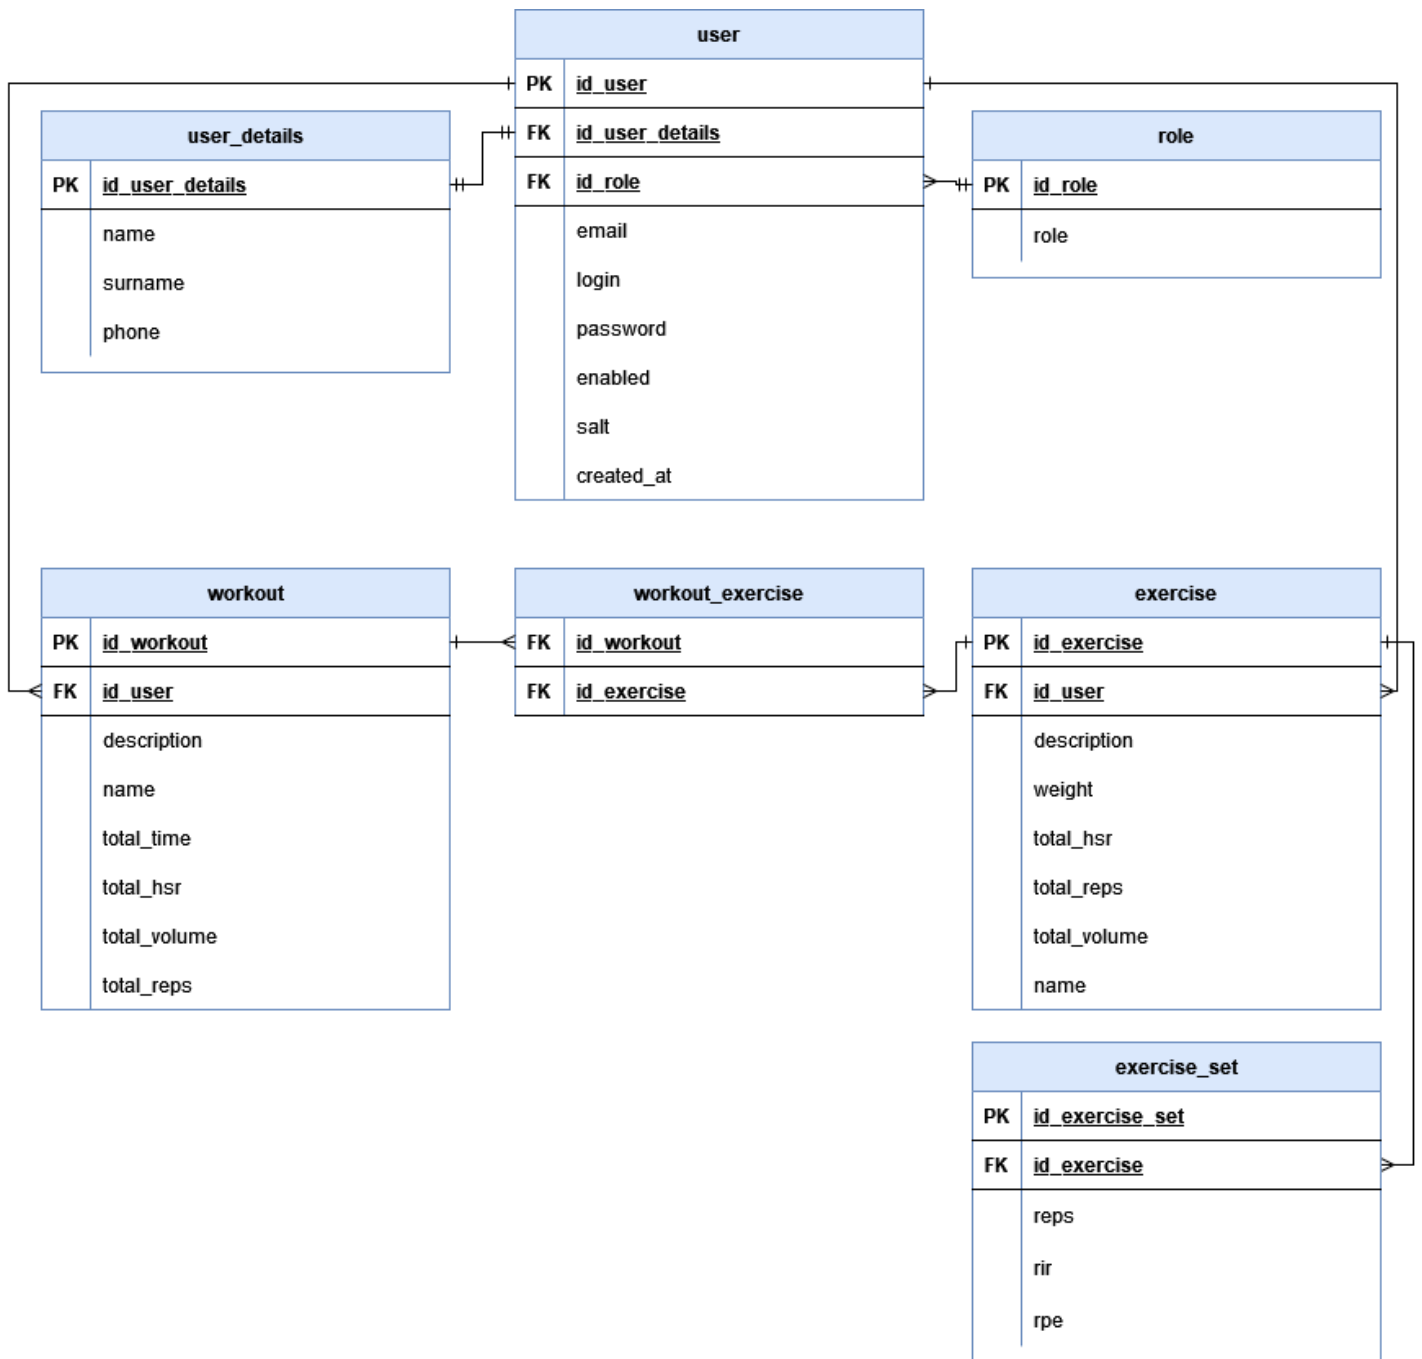 user
PK id_user
FK id_user_details
FK id_role
email
login
password
enabled
salt
created_at
user_details
PK id_user_details
name
surname
phone
role
PK id_role
role
workout
PK id_workout
FK id_user
description
name
total_time
total_hsr
total_volume
total_reps
workout_exercise
FK id_workout
FK id_exercise
exercise
PK id_exercise
FK id_user
description
weight
total_hsr
total_reps
total_volume
name
exercise_set
PK id_exercise_set
FK id_exercise
reps
rir
rpe